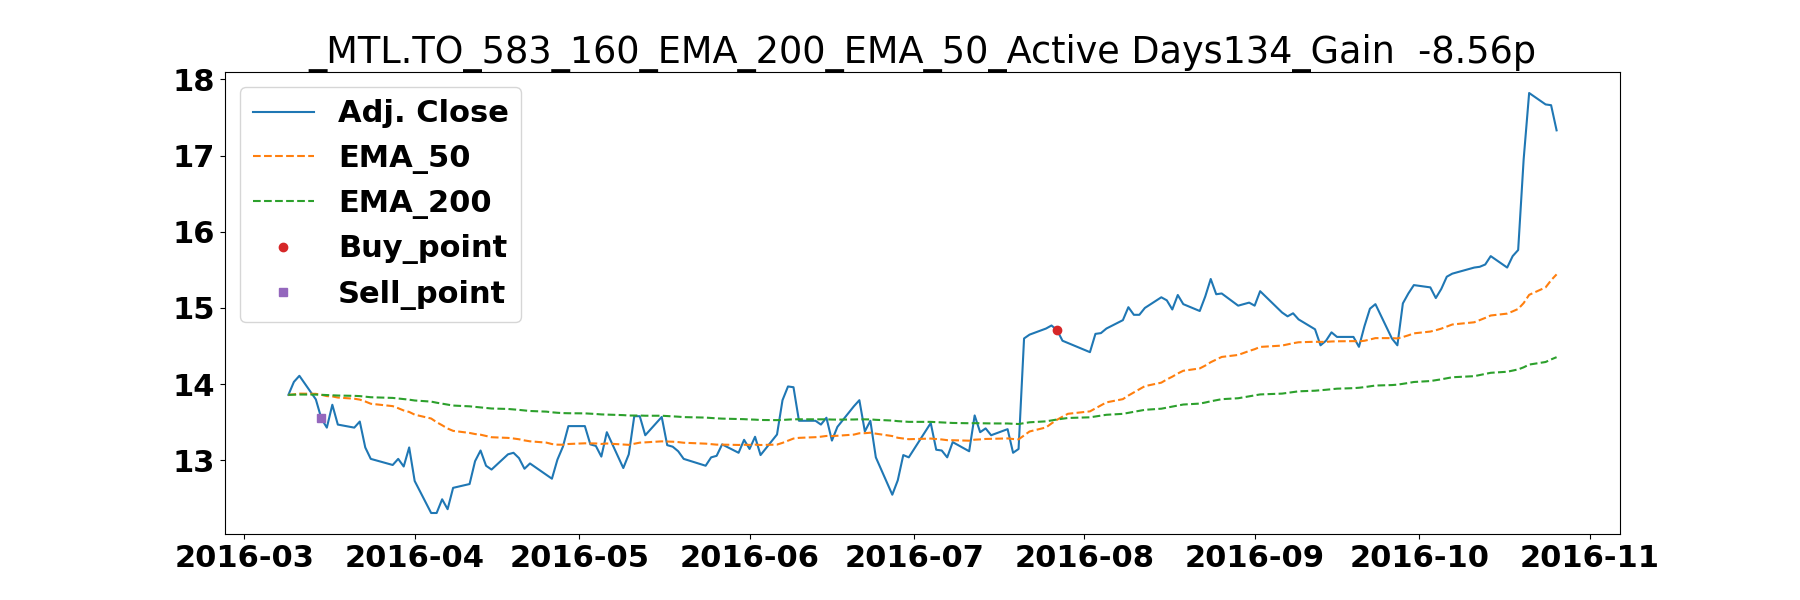 _MTL.TO_583_160_EMA_200_EMA_50_Active Days134_Gain  -8.56p
18
17
16
15
14
13
Adj. Close
EMA_50
EMA_200
Buy_point
Sell_point
2016-03 2016-04 2016-05 2016-06 2016-07 2016-08 2016-09 2016-10 2016-11